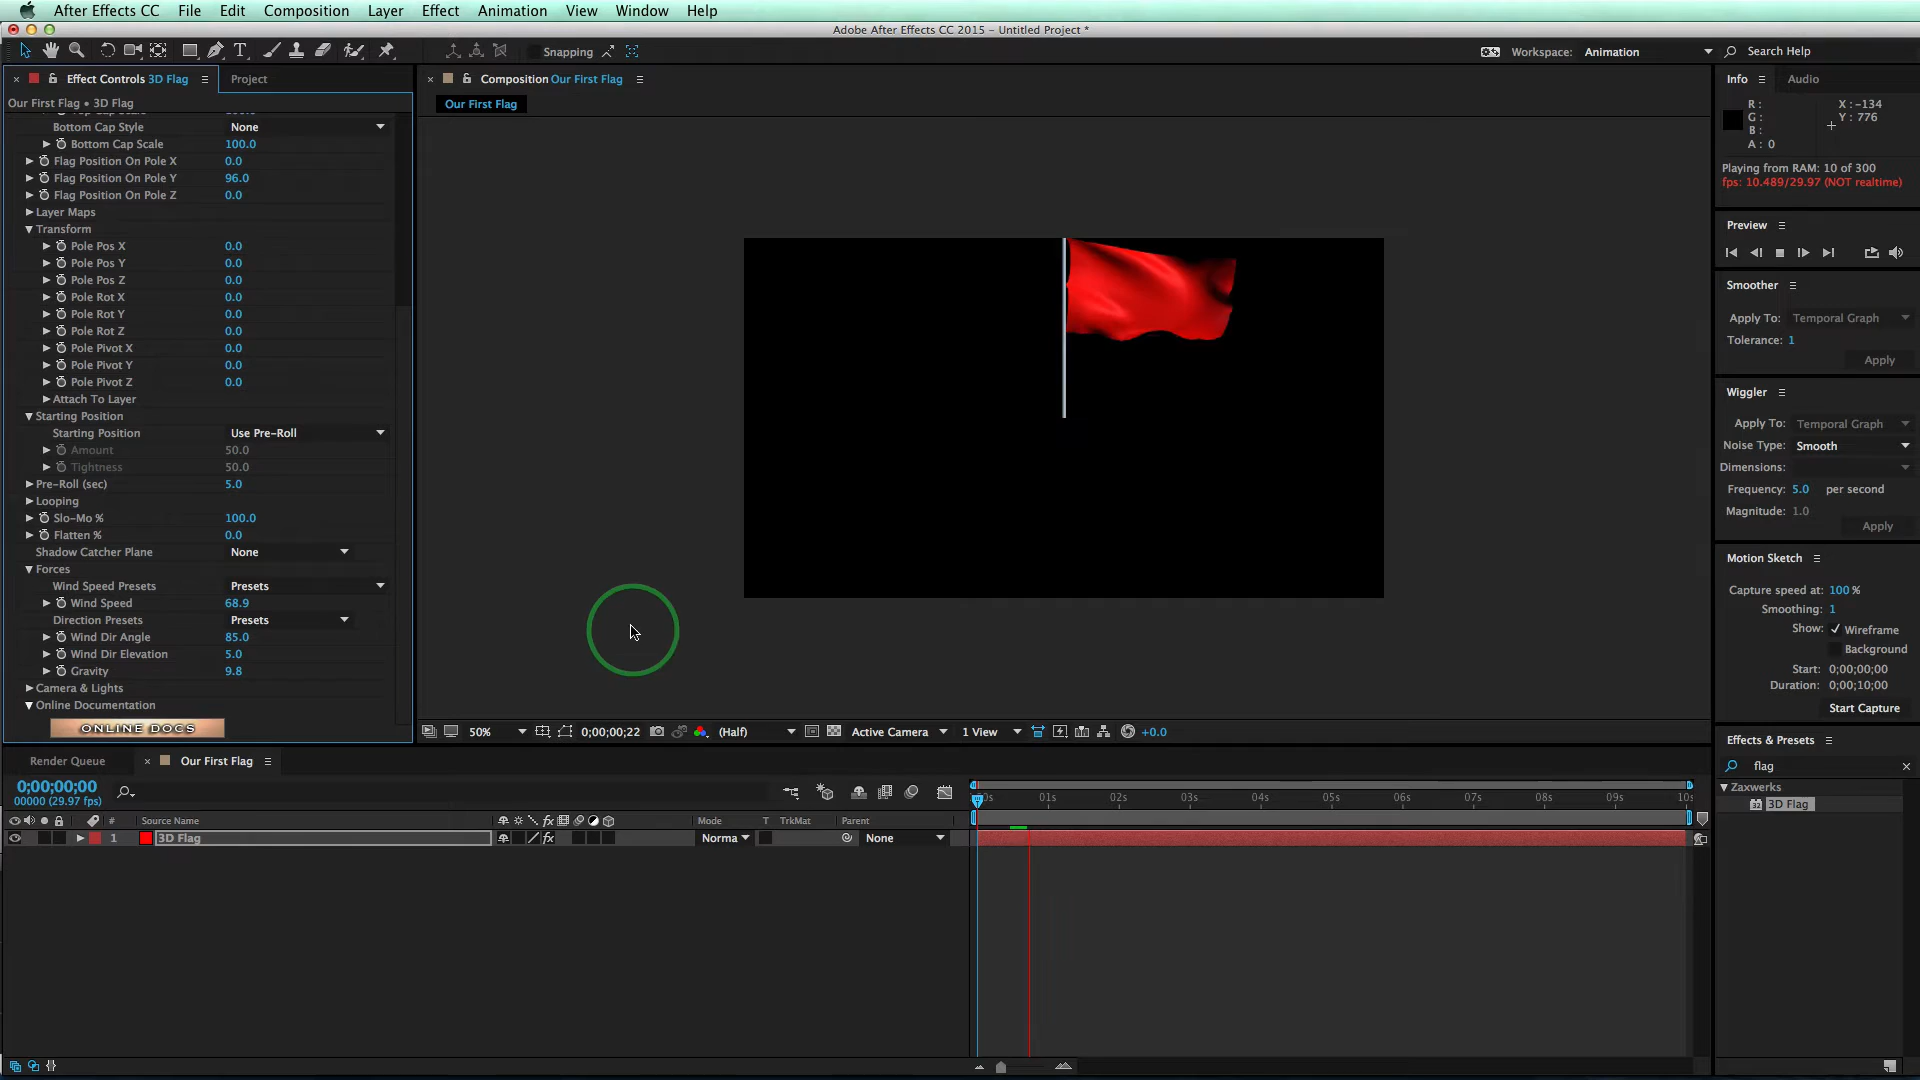 After Effects CC File Edit Composition Layer Effect Animation View Window Help
Adobe After Effects CC 2015 - Untitled Project *
Snapping
Workspace: Animation
Search Help
Effect Controls 3D Flag
Project
Our First Flag • 3D Flag
Bottom Cap Style None
Bottom Cap Scale 100.0
Flag Position On Pole X 0.0
Flag Position On Pole Y 96.0
Flag Position On Pole Z 0.0
Layer Maps
Transform
Pole Pos X 0.0
Pole Pos Y 0.0
Pole Pos Z 0.0
Pole Rot X 0.0
Pole Rot Y 0.0
Pole Rot Z 0.0
Pole Pivot X 0.0
Pole Pivot Y 0.0
Pole Pivot Z 0.0
Attach To Layer
Starting Position
Starting Position Use Pre-Roll
Amount 50.0
Tightness 50.0
Pre-Roll (sec) 5.0
Looping
Slo-Mo % 100.0
Flatten % 0.0
Shadow Catcher Plane None
Forces
Wind Speed Presets Presets
Wind Speed 68.9
Direction Presets Presets
Wind Dir Angle 85.0
Wind Dir Elevation 5.0
Gravity 9.8
Camera & Lights
Online Documentation
ONLINE DOCS
Composition Our First Flag
Our First Flag
50% 0;00;00;22 (Half) Active Camera 1 View +0.0
Info Audio
R : X : -134
G : Y : 776
B :
A : 0
Playing from RAM: 10 of 300
fps: 10.489/29.97 (NOT realtime)
Preview
Smoother
Apply To: Temporal Graph
Tolerance: 1
Apply
Wiggler
Apply To: Temporal Graph
Noise Type: Smooth
Dimensions:
Frequency: 5.0 per second
Magnitude: 1.0
Apply
Motion Sketch
Capture speed at: 100 %
Smoothing: 1
Show: Wireframe
Background
Start: 0;00;00;00
Duration: 0;00;10;00
Start Capture
Effects & Presets
flag
Zaxwerks
32 3D Flag
Render Queue Our First Flag
0;00;00;00
00000 (29.97 fps)
01s 02s 03s 04s 05s 06s 07s 08s 09s
# Source Name fx Mode T TrkMat Parent
1 3D Flag fx Norma None